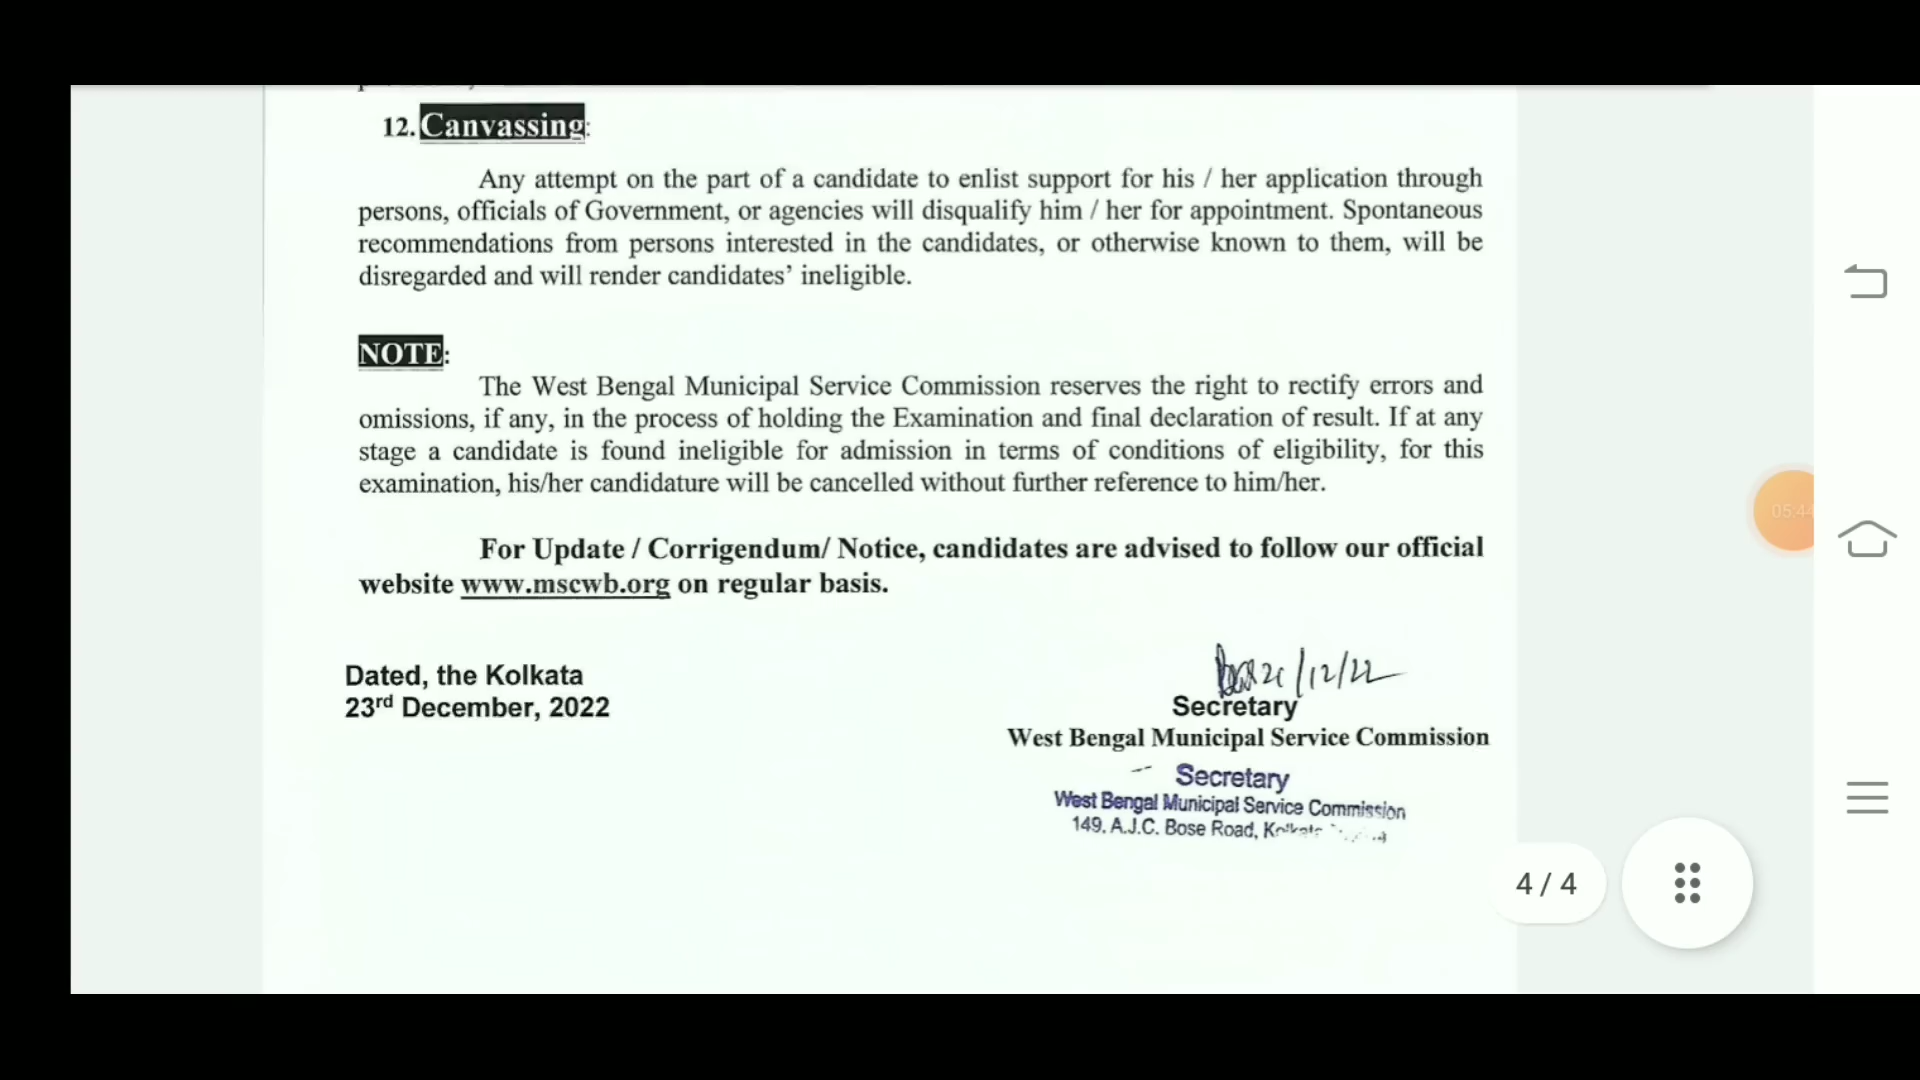 12. Canvassing:
Any attempt on the part of a candidate to enlist support for his / her application through
persons, officials of Government, or agencies will disqualify him / her for appointment. Spontaneous
recommendations from persons interested in the candidates, or otherwise known to them, will be
disregarded and will render candidates’ ineligible.
NOTE:
The West Bengal Municipal Service Commission reserves the right to rectify errors and
omissions, if any, in the process of holding the Examination and final declaration of result. If at any
stage a candidate is found ineligible for admission in terms of conditions of eligibility, for this
examination, his/her candidature will be cancelled without further reference to him/her.
05:44
For Update / Corrigendum/ Notice, candidates are advised to follow our official
website www.mscwb.org on regular basis.
Dated, the Kolkata
23rd December, 2022
/12/22
Secretary
West Bengal Municipal Service Commission
Secretary
West Bengal Municipal Service Commission
149. A.J.C. Bose Road, Kolkata
4 / 4